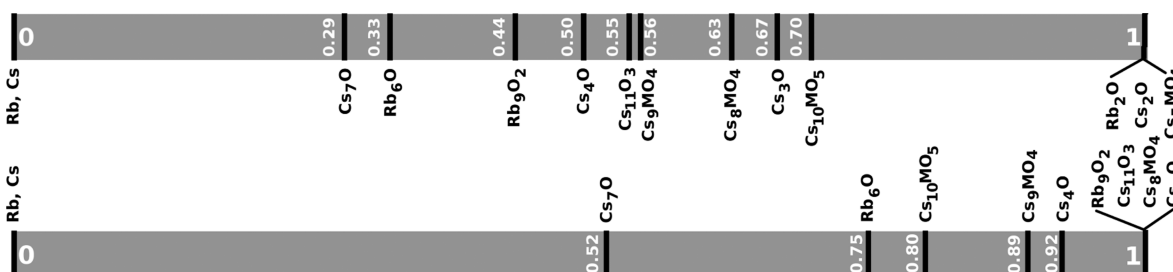 0 0.29 0.33 0.44 0.50 0.55 0.56 0.63 0.67 0.70 1
Rb, Cs Cs₇O Rb₆O Rb₉O₂ Cs₄O Cs₁₁O₃ Cs₉MO₄ Cs₈MO₄ Cs₃O Cs₁₀MO₅ Rb₂O Cs₂O
Rb, Cs Cs₇O Rb₆O Cs₁₀MO₅ Cs₉MO₄ Cs₄O Rb₉O₂ Cs₁₁O₃ Cs₈MO₄
0 0.52 0.75 0.80 0.89 0.92 1